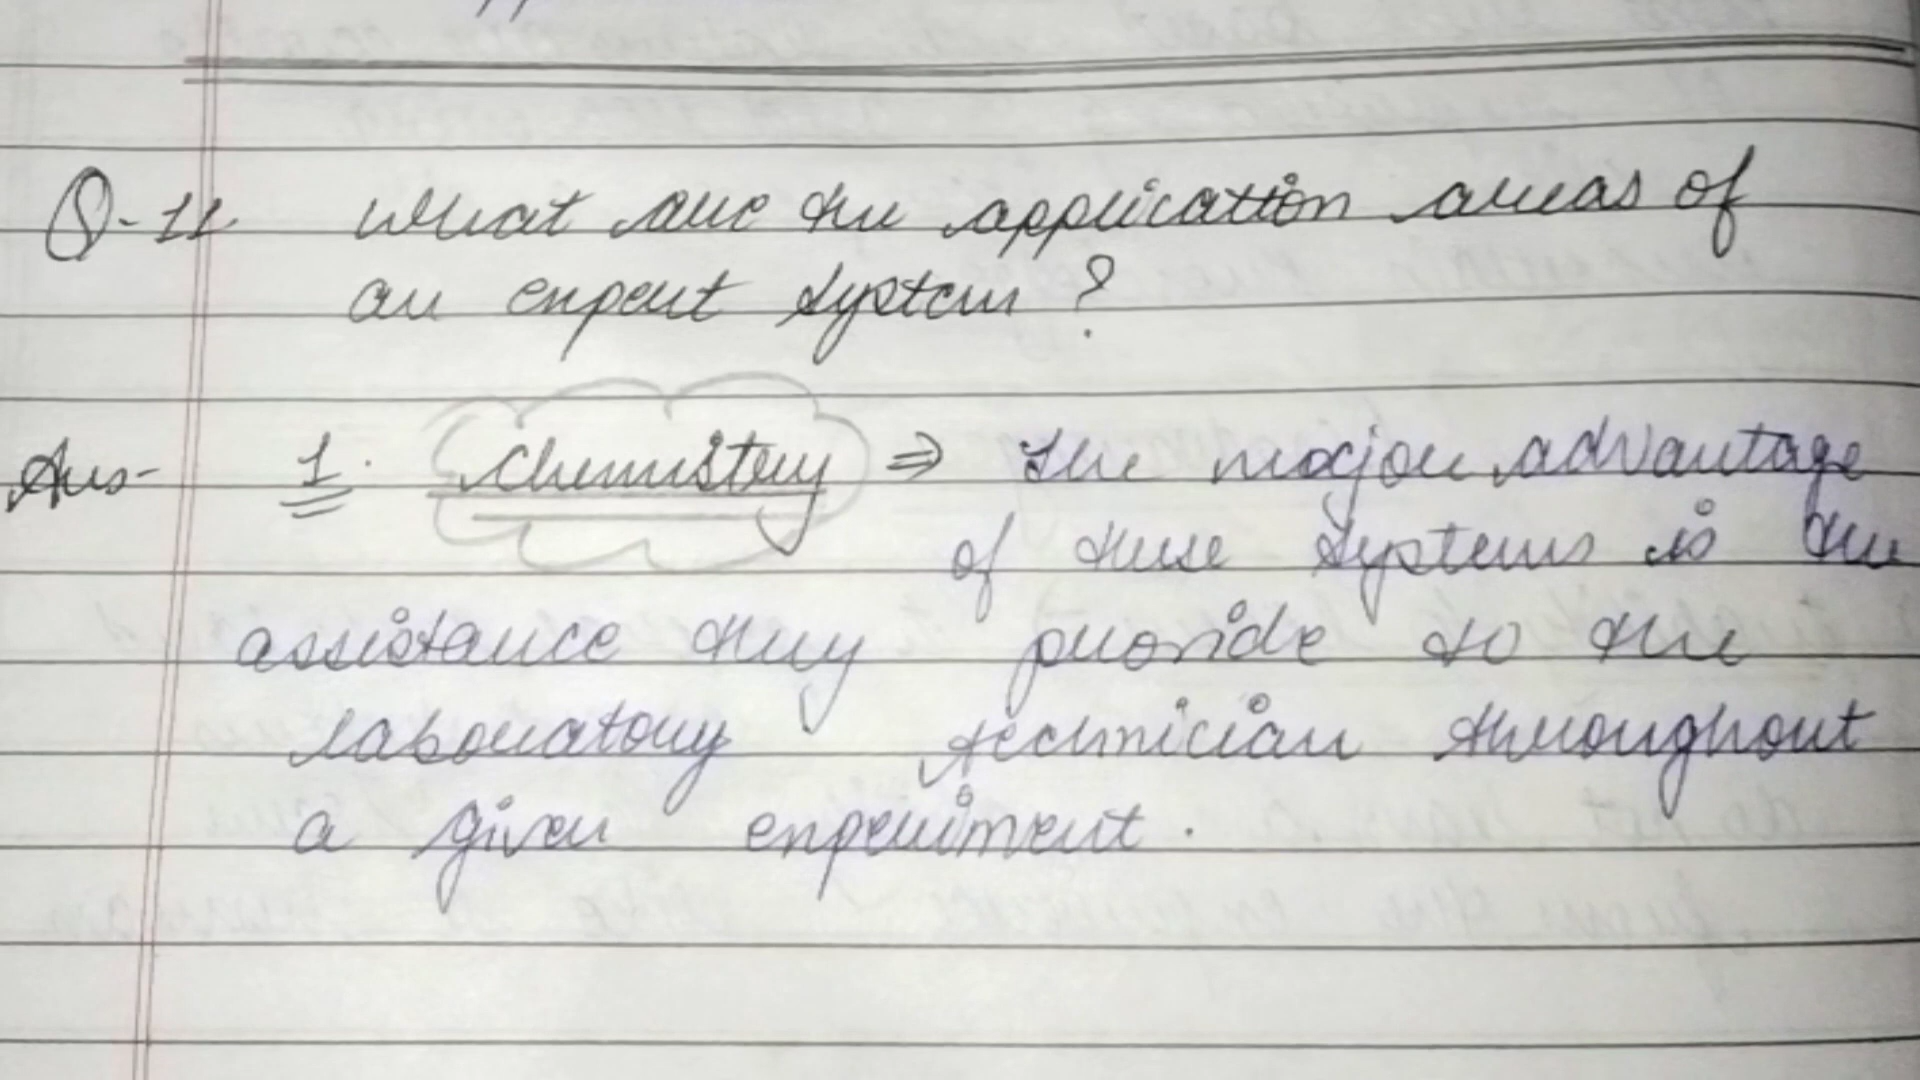 Q-11 What are the application areas of
an expert system ?
Ans- 1. Chemistry ⇒ The major advantage
of these systems is the
assistance they provide to the
laboratory technician throughout
a given experiment.